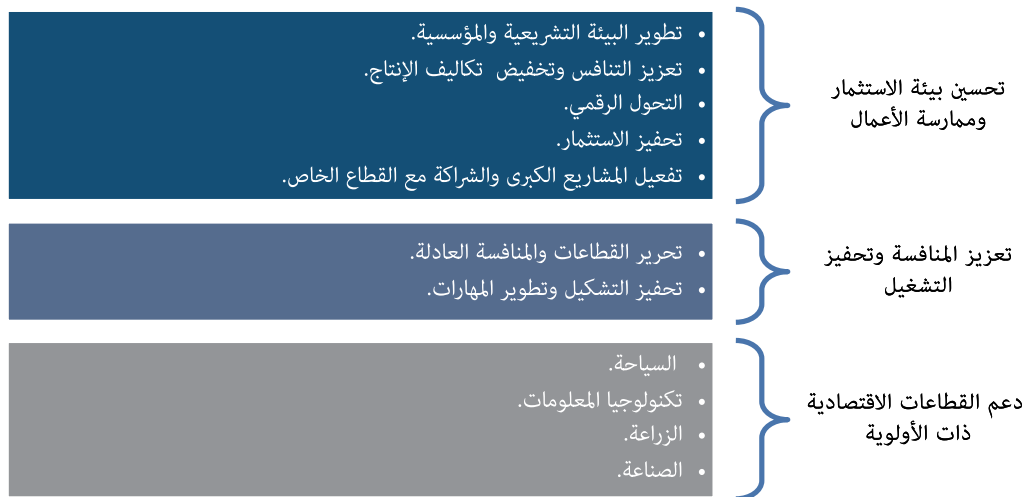 تحسين بيئة الاستثمار
وممارسة الأعمال
• تطوير البيئة التشريعية والمؤسسية.
• تعزيز التنافس وتخفيض تكاليف الإنتاج.
• التحول الرقمي.
• تحفيز الاستثمار.
• تفعيل المشاريع الكبرى والشراكة مع القطاع الخاص.
تعزيز المنافسة وتحفيز
التشغيل
• تحرير القطاعات والمنافسة العادلة.
• تحفيز التشكيل وتطوير المهارات.
دعم القطاعات الاقتصادية
ذات الأولوية
• السياحة.
• تكنولوجيا المعلومات.
• الزراعة.
• الصناعة.